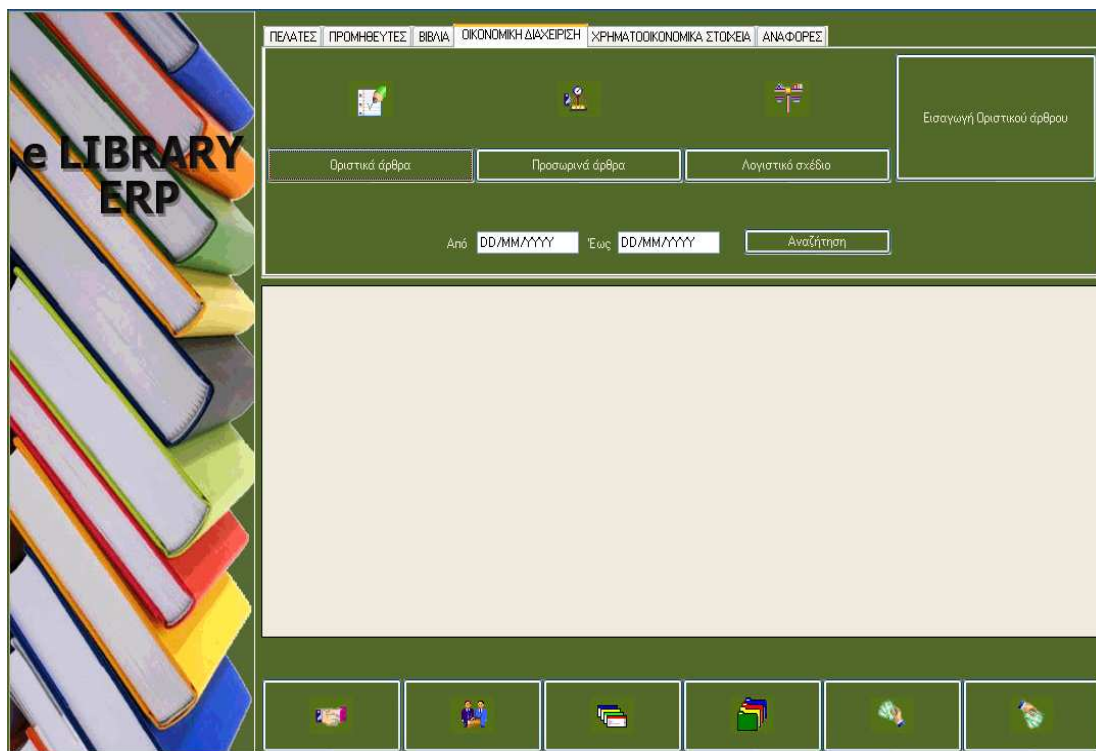 e LIBRARY
ERP
ΠΕΛΑΤΕΣ ΠΡΟΜΗΘΕΥΤΕΣ ΒΙΒΛΙΑ ΟΙΚΟΝΟΜΙΚΗ ΔΙΑΧΕΙΡΙΣΗ ΧΡΗΜΑΤΟΟΙΚΟΝΟΜΙΚΑ ΣΤΟΙΧΕΙΑ ΑΝΑΦΟΡΕΣ
Εισαγωγή Οριστικού άρθρου
Οριστικά άρθρα Προσωρινά άρθρα Λογιστικό σχέδιο
Από DD/MM/YYYY Έως DD/MM/YYYY Αναζήτηση